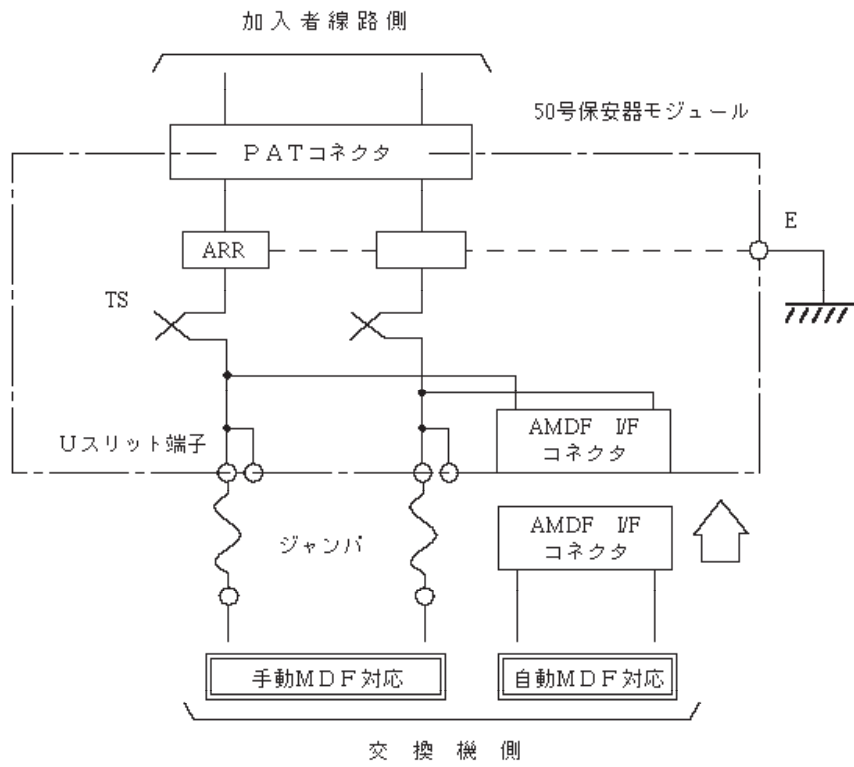 加入者線路側
50号保安器モジュール
PATコネクタ
E
ARR
TS
Uスリット端子
AMDF I/F
コネクタ
AMDF I/F
コネクタ
ジャンパ
手動MDF対応
自動MDF対応
交換機側